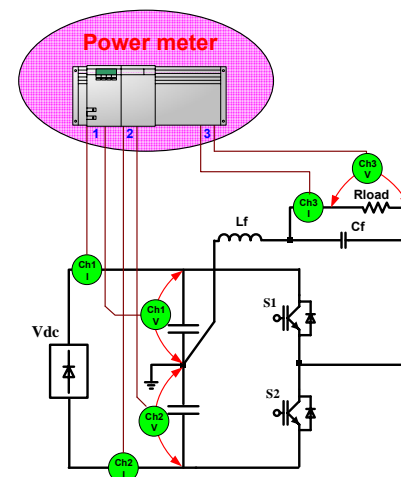 Power meter
1
2
3
Ch3
V
Ch3
I
Rload
Lf
Cf
Ch1
I
S1
Ch1
V
Vdc
S2
Ch2
V
Ch2
I